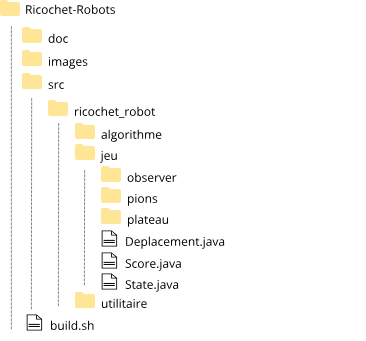 Ricochet-Robots
doc
images
src
ricochet_robot
algorithme
jeu
observer
pions
plateau
Deplacement.java
Score.java
State.java
utilitaire
build.sh